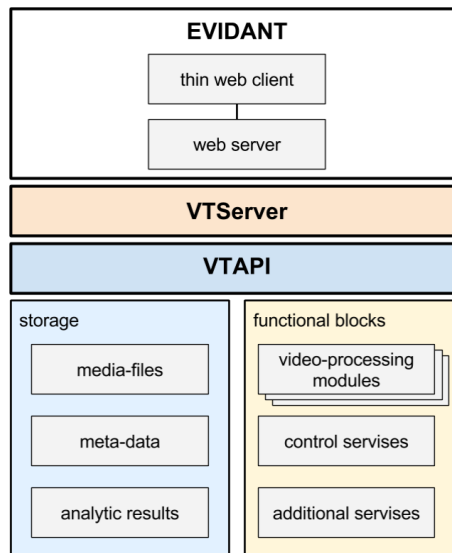 EVIDANT
thin web client
web server
VTServer
VTAPI
storage
media-files
meta-data
analytic results
functional blocks
video-processing
modules
control servises
additional servises